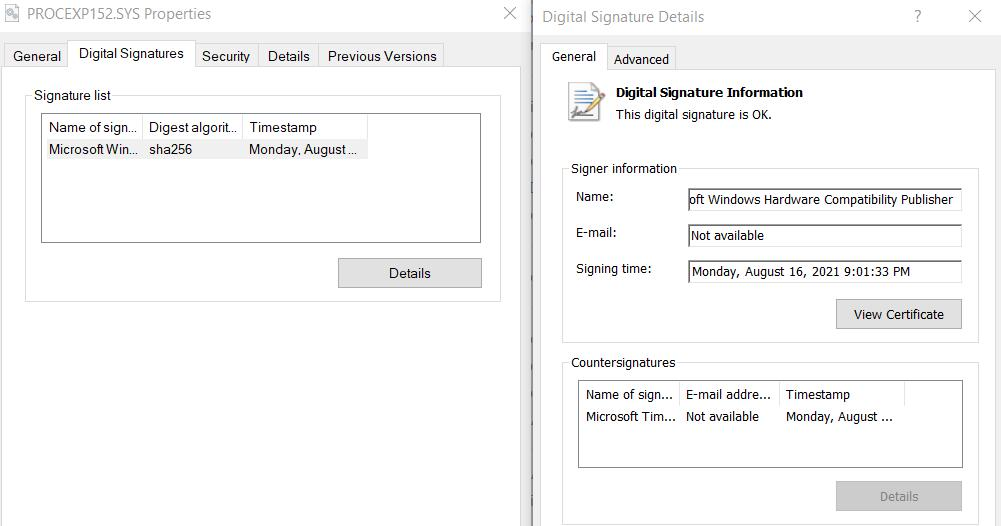 PROCEXP152.SYS Properties
General Digital Signatures Security Details Previous Versions
Signature list
Name of sign... Digest algorit... Timestamp
Microsoft Win... sha256 Monday, August ...
Details
Digital Signature Details
General Advanced
Digital Signature Information
This digital signature is OK.
Signer information
Name: oft Windows Hardware Compatibility Publisher
E-mail: Not available
Signing time: Monday, August 16, 2021 9:01:33 PM
View Certificate
Countersignatures
Name of sign... E-mail addre... Timestamp
Microsoft Tim... Not available Monday, August ...
Details